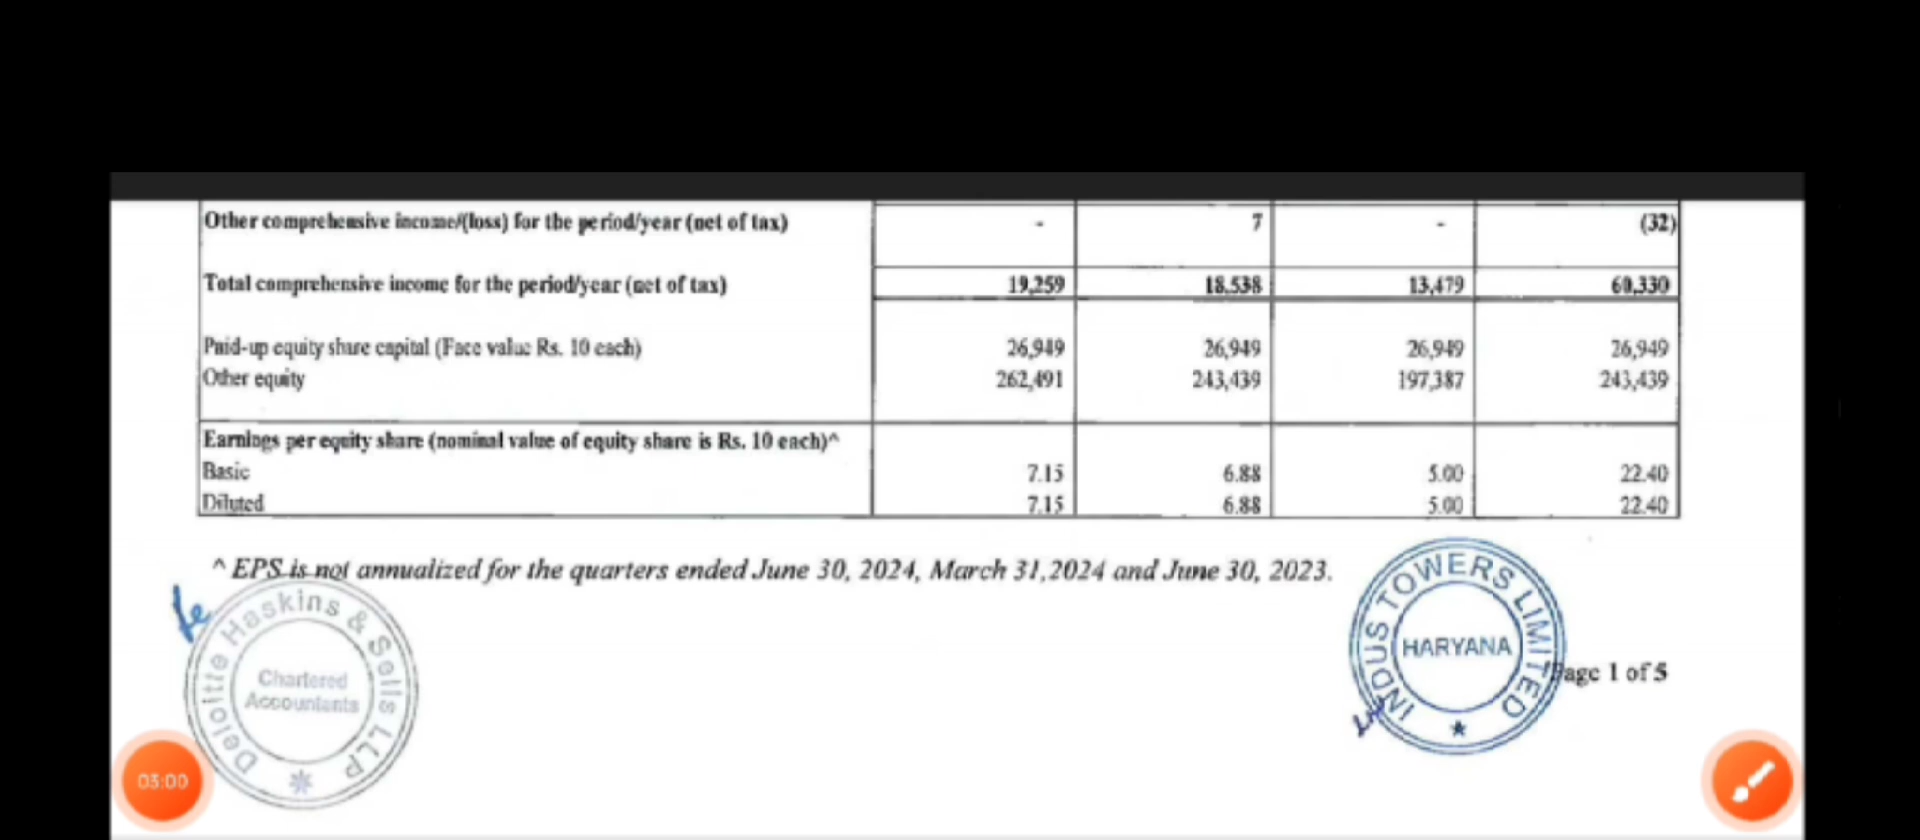 Other comprehensive income/(loss) for the period/year (net of tax) - 7 - (32)
Total comprehensive income for the period/year (net of tax) 19,259 18,538 13,479 60,330
Paid-up equity share capital (Face value Rs. 10 each) 26,949 26,949 26,949 26,949
Other equity 262,491 243,439 197,387 243,439
Earnings per equity share (nominal value of equity share is Rs. 10 each)^
Basic 7.15 6.88 5.00 22.40
Diluted 7.15 6.88 5.00 22.40
^ EPS is not annualized for the quarters ended June 30, 2024, March 31,2024 and June 30, 2023.
Deloitte Haskins & Sells LLP
Chartered
Accountants
INDUS TOWERS LIMITED
HARYANA
Page 1 of 5
03:00